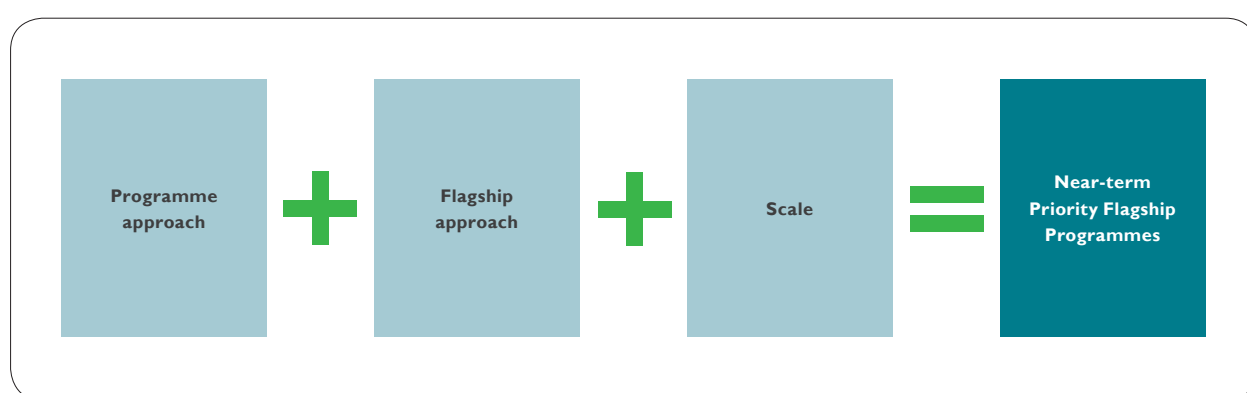 Programme
approach
Flagship
approach
Scale
Near-term
Priority Flagship
Programmes